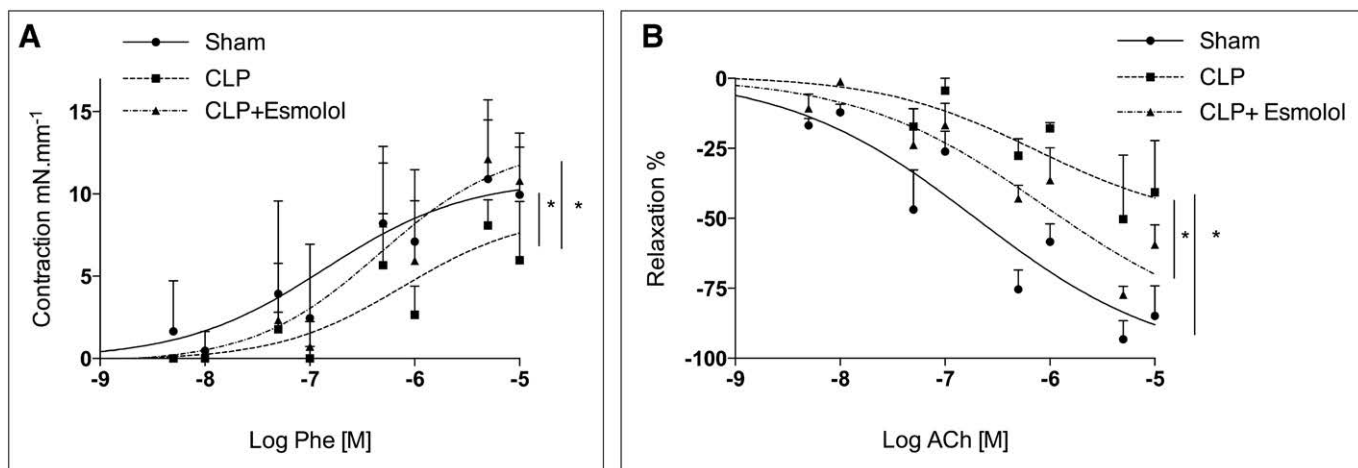 A
Sham
CLP
CLP+Esmolol
Contraction mN.mm-1
15
10
5
0
-9 -8 -7 -6 -5
Log Phe [M]
* *
B
Sham
CLP
CLP+ Esmolol
Relaxation %
0
-25
-50
-75
-100
-9 -8 -7 -6 -5
Log ACh [M]
* *